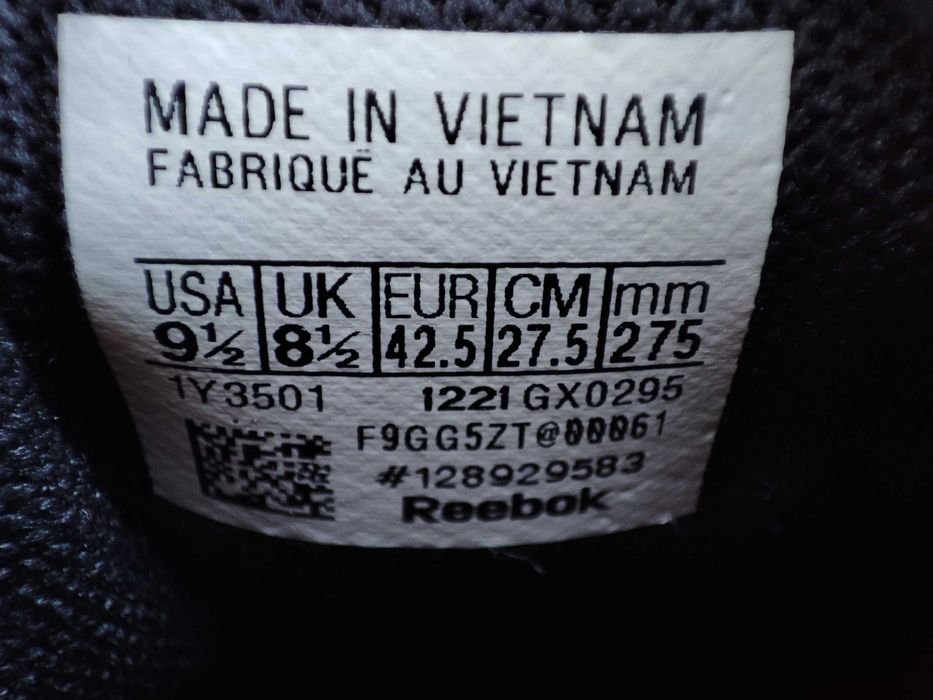 MADE IN VIETNAM
FABRIQUË AU VIETNAM
USA UK EUR CM mm
9½ 8½ 42.5 27.5 275
1Y3501 1221 GX0295
F9GG5ZT@00061
#128929583
Reebok